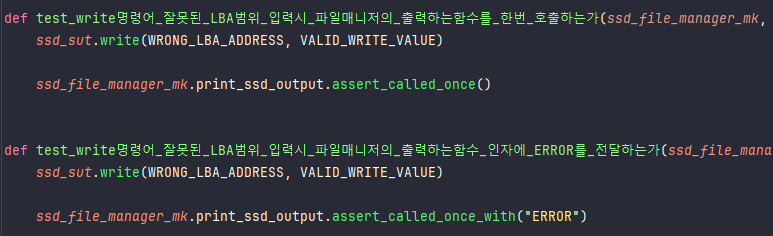 def test_write명령어_잘못된_LBA범위_입력시_파일매니저의_출력하는함수를_한번_호출하는가(ssd_file_manager_mk,
ssd_sut.write(WRONG_LBA_ADDRESS, VALID_WRITE_VAlUE)
ssd_file_manager_mk.print_ssd_output.assert_called_once()
def test_write명령어_잘못된_LBA범위_입력시_파일매니저의_출력하는함수_인자에_ERROR를_전달하는가(ssd_file_mana
ssd_sut.write(WRONG_LBA_ADDRESS, VALID_WRITE_VAlUE)
ssd_file_manager_mk.print_ssd_output.assert_called_once_with("ERROR")